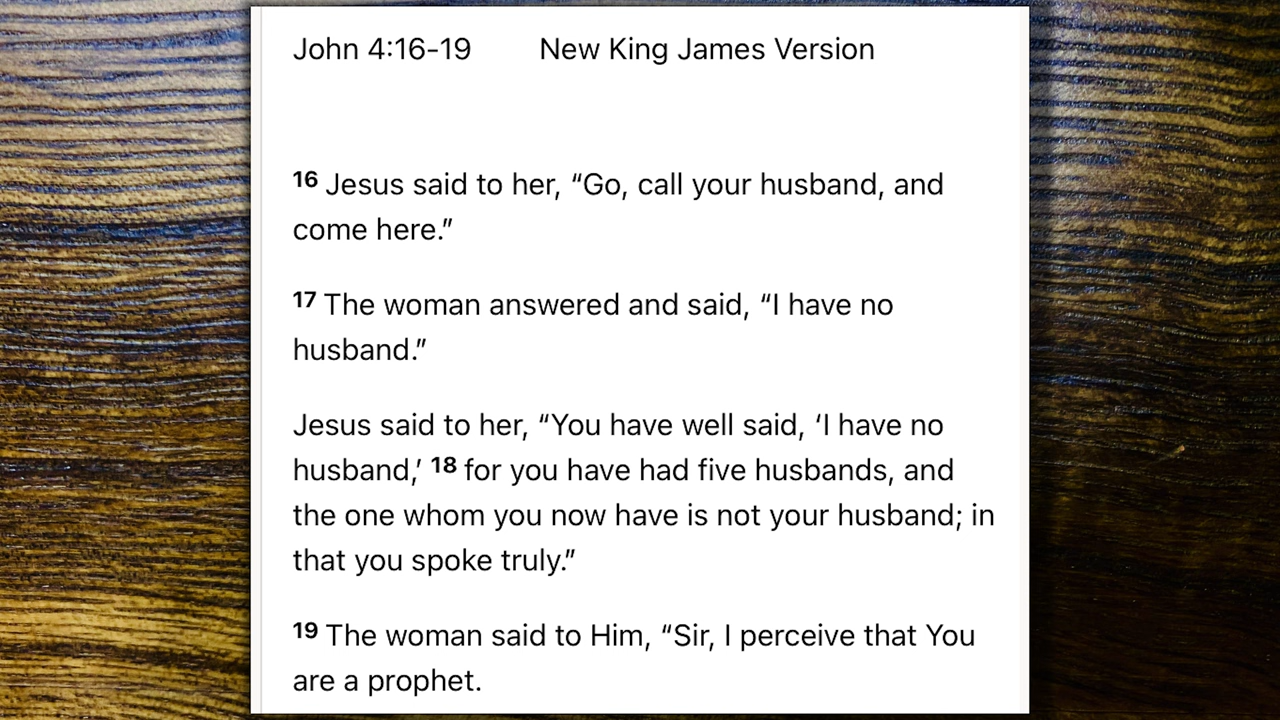 John 4:16-19 New King James Version
16 Jesus said to her, “Go, call your husband, and
come here.”
17 The woman answered and said, “I have no
husband.”
Jesus said to her, “You have well said, ‘I have no
husband,’ 18 for you have had five husbands, and
the one whom you now have is not your husband; in
that you spoke truly.”
19 The woman said to Him, “Sir, I perceive that You
are a prophet.